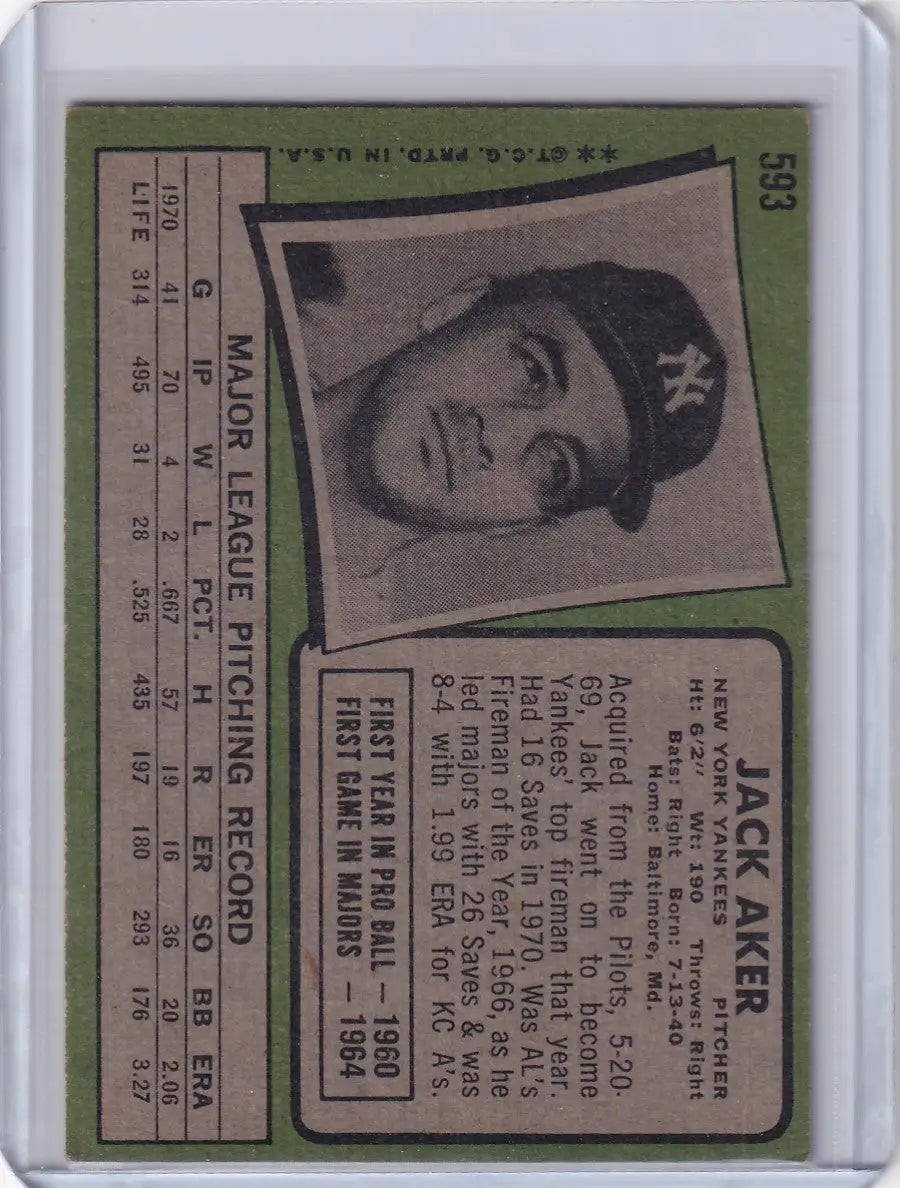 593
**©T.C.G. PRTD. IN U.S.A.
NY
JACK AKER
NEW YORK YANKEES PITCHER
Ht: 6'2" Wt: 190 Throws: Right
Bats: Right Born: 7-13-40
Home: Baltimore, Md.
Acquired from the Pilots, 5-20-
69, Jack went on to become
Yankees' top fireman that year.
Had 16 Saves in 1970. Was AL's
Fireman of the Year, 1966, as he
led majors with 26 Saves & was
8-4 with 1.99 ERA for KC A's.
FIRST YEAR IN PRO BALL — 1960
FIRST GAME IN MAJORS — 1964
MAJOR LEAGUE PITCHING RECORD
G IP W L PCT. H R ER SO BB ERA
1970 41 70 4 2 .667 57 19 16 36 20 2.06
LIFE 314 495 31 28 .525 435 197 180 293 176 3.27